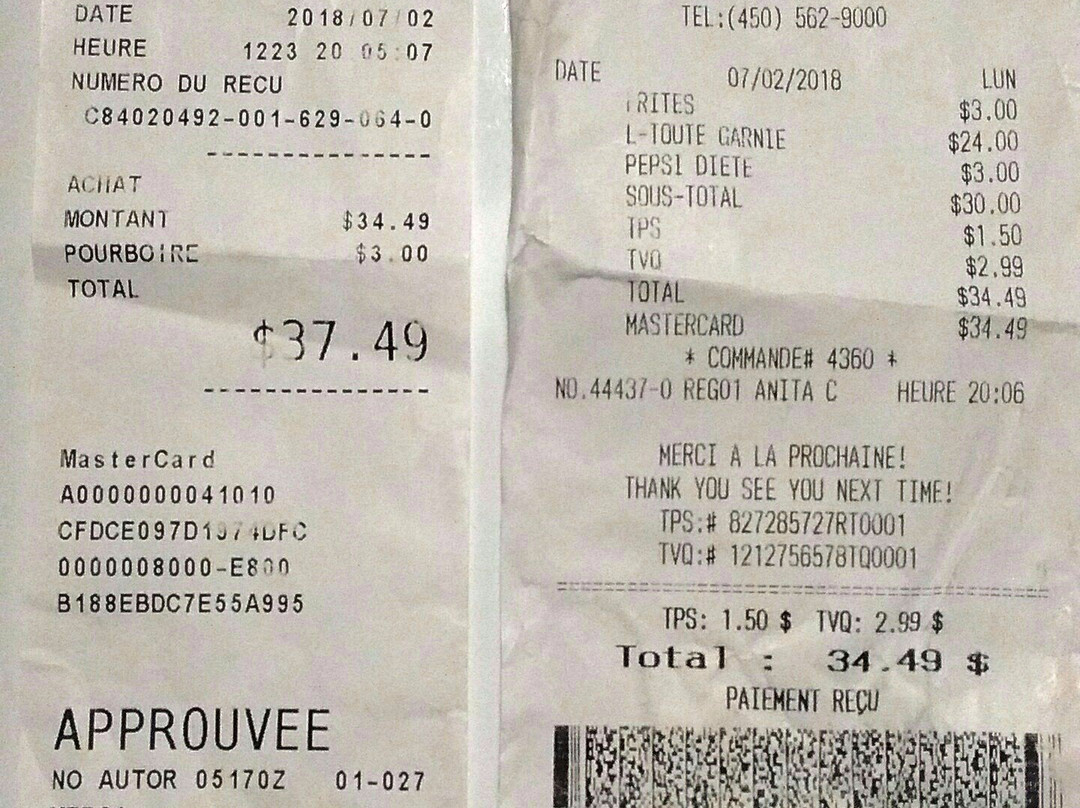 DATE 2018/07/02
HEURE 1223 20 05:07
NUMERO DU RECU
C84020492-001-629-064-0
ACHAT
MONTANT $34.49
POURBOIRE $3.00
TOTAL
$37.49
MasterCard
A0000000041010
0000008000-E800
B188EBDC7E55A995
APPROUVEE
NO AUTOR 05170Z 01-027
TEL:(450) 562-9000
DATE 07/02/2018 LUN
FRITES $3.00
L-TOUTE GARNIE $24.00
PEPSI DIETE $3.00
SOUS-TOTAL $30.00
TPS $1.50
TVQ $2.99
TOTAL $34.49
MASTERCARD $34.49
* COMMANDE# 4360 *
NO.44437-0 REG01 ANITA C HEURE 20:06
MERCI A LA PROCHAINE!
THANK YOU SEE YOU NEXT TIME!
TPS:# 827285727RT0001
TVQ:# 1212756578TQ0001
TPS: 1.50 $ TVQ: 2.99 $
Total : 34.49 $
PAIEMENT REÇU